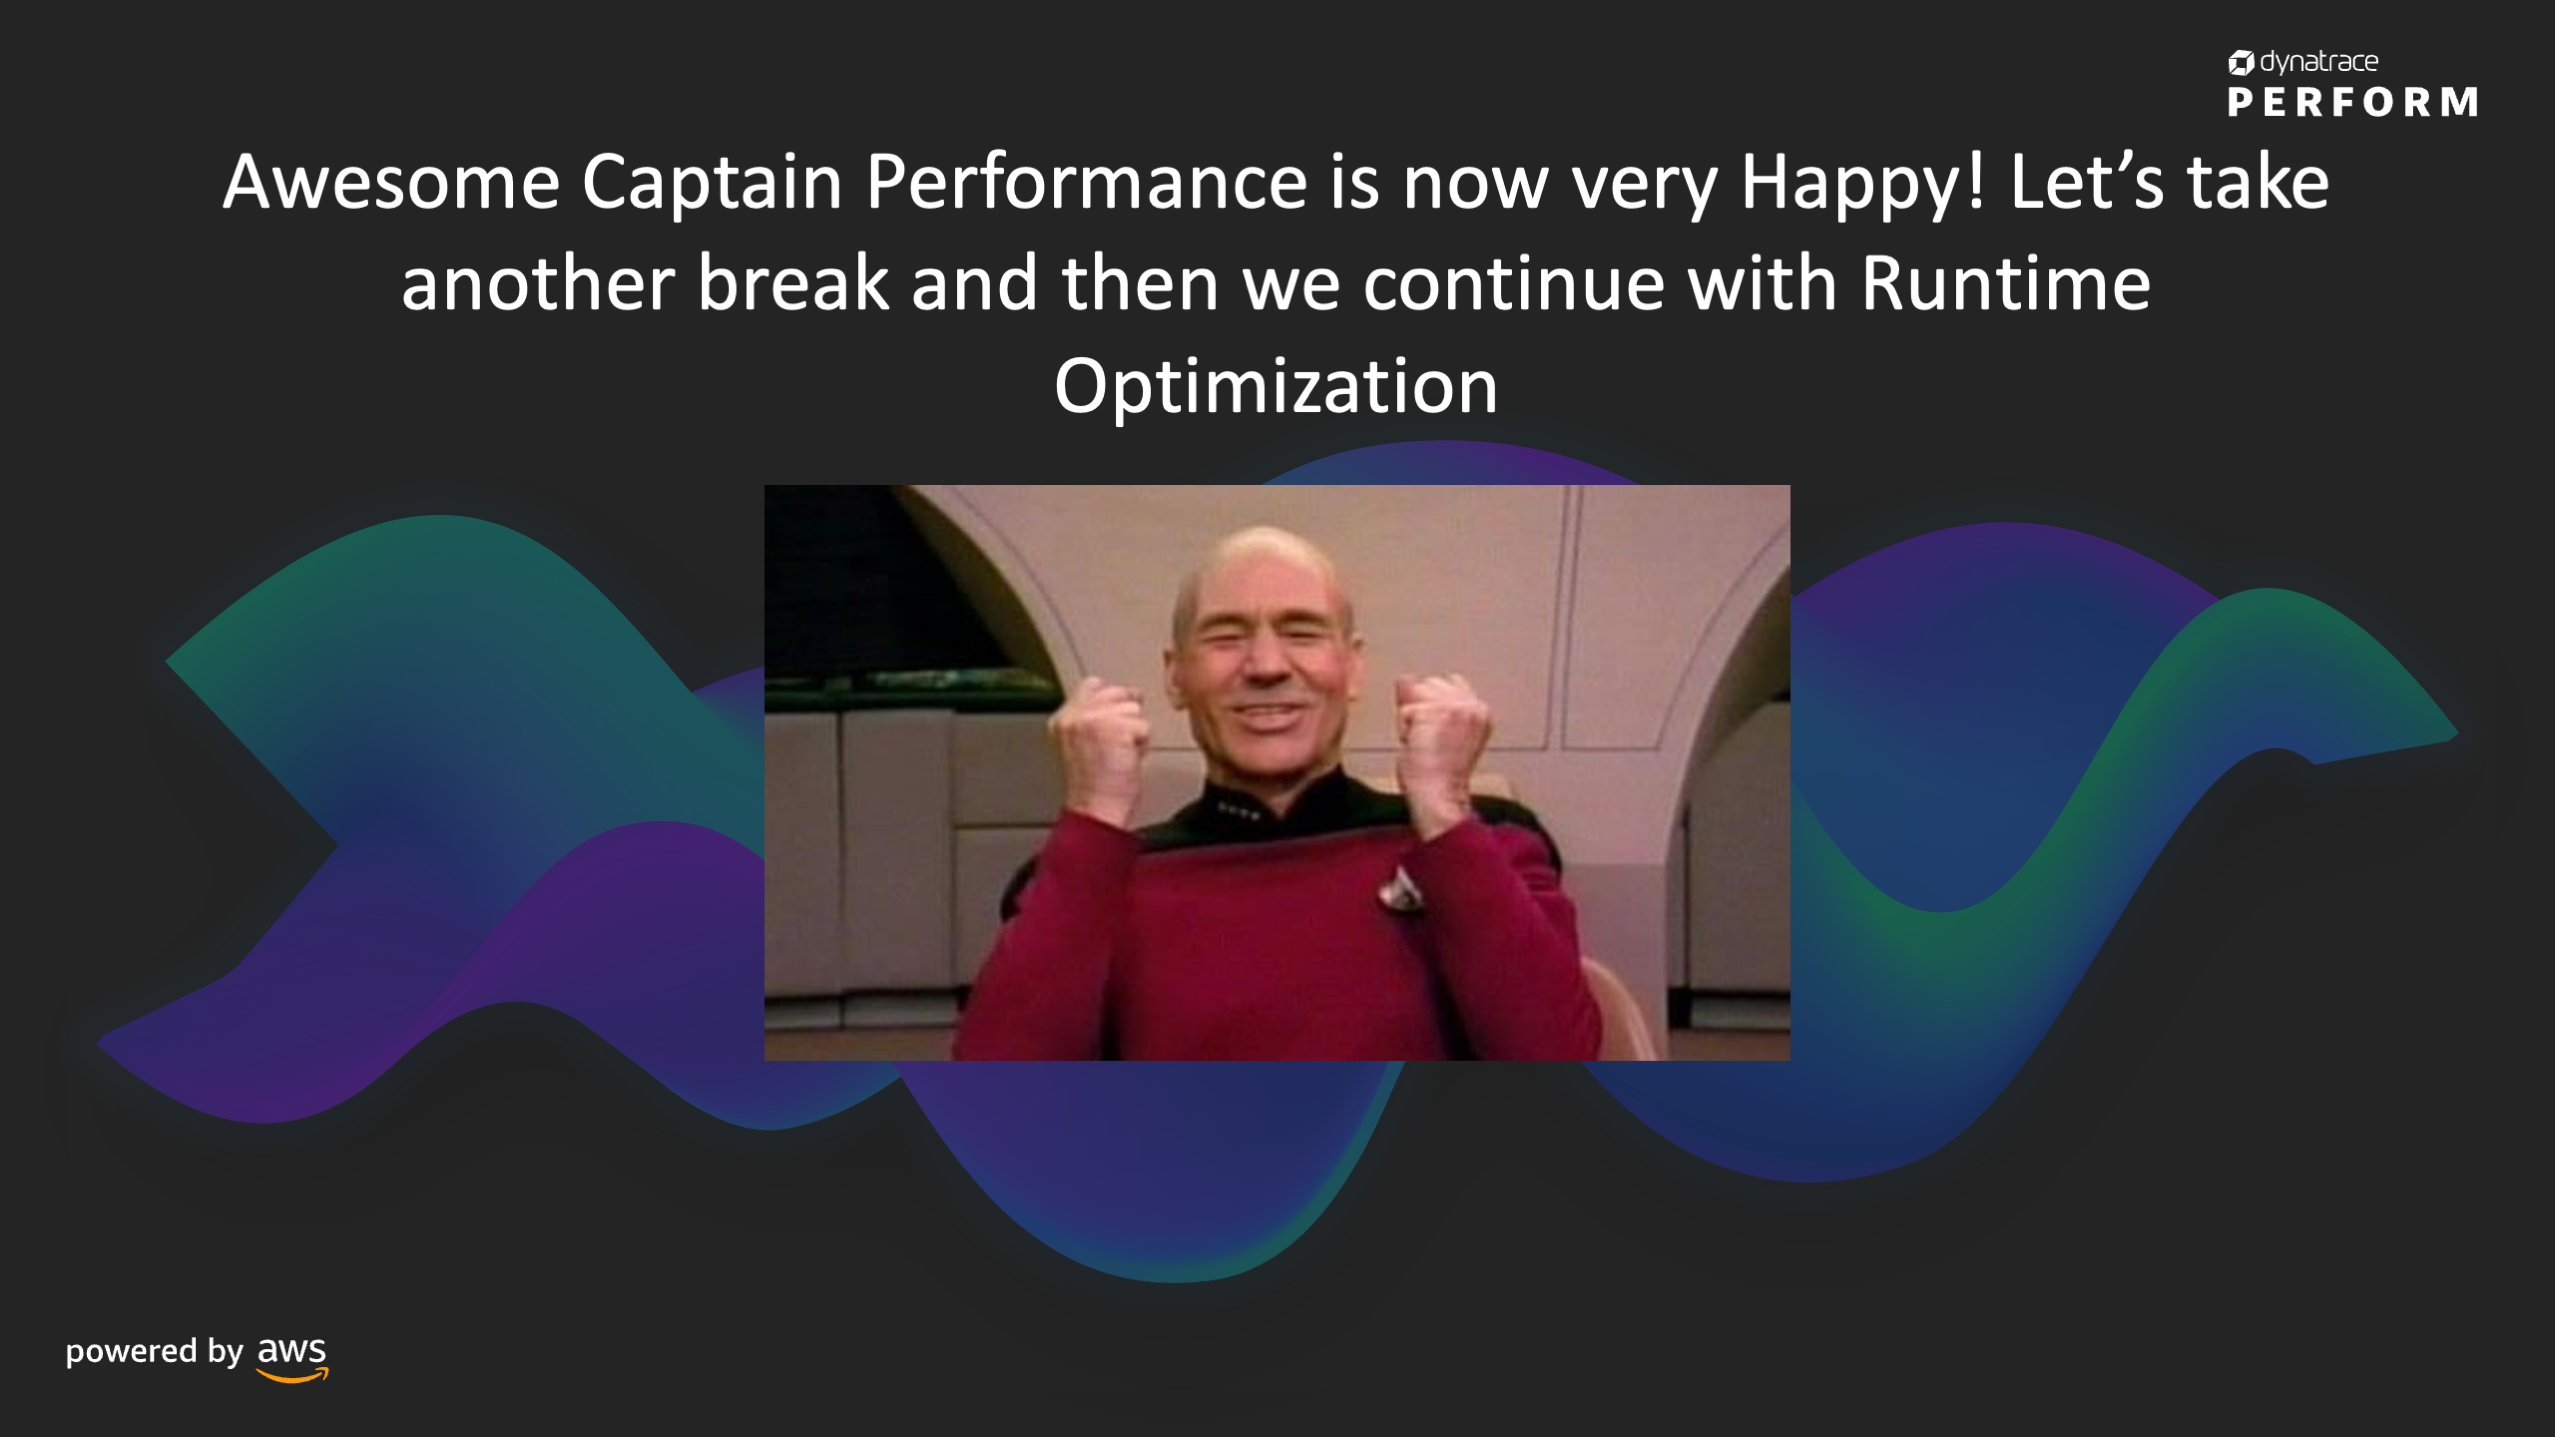 dynatrace
PERFORM
Awesome Captain Performance is now very Happy! Let’s take
another break and then we continue with Runtime
Optimization
powered by aws